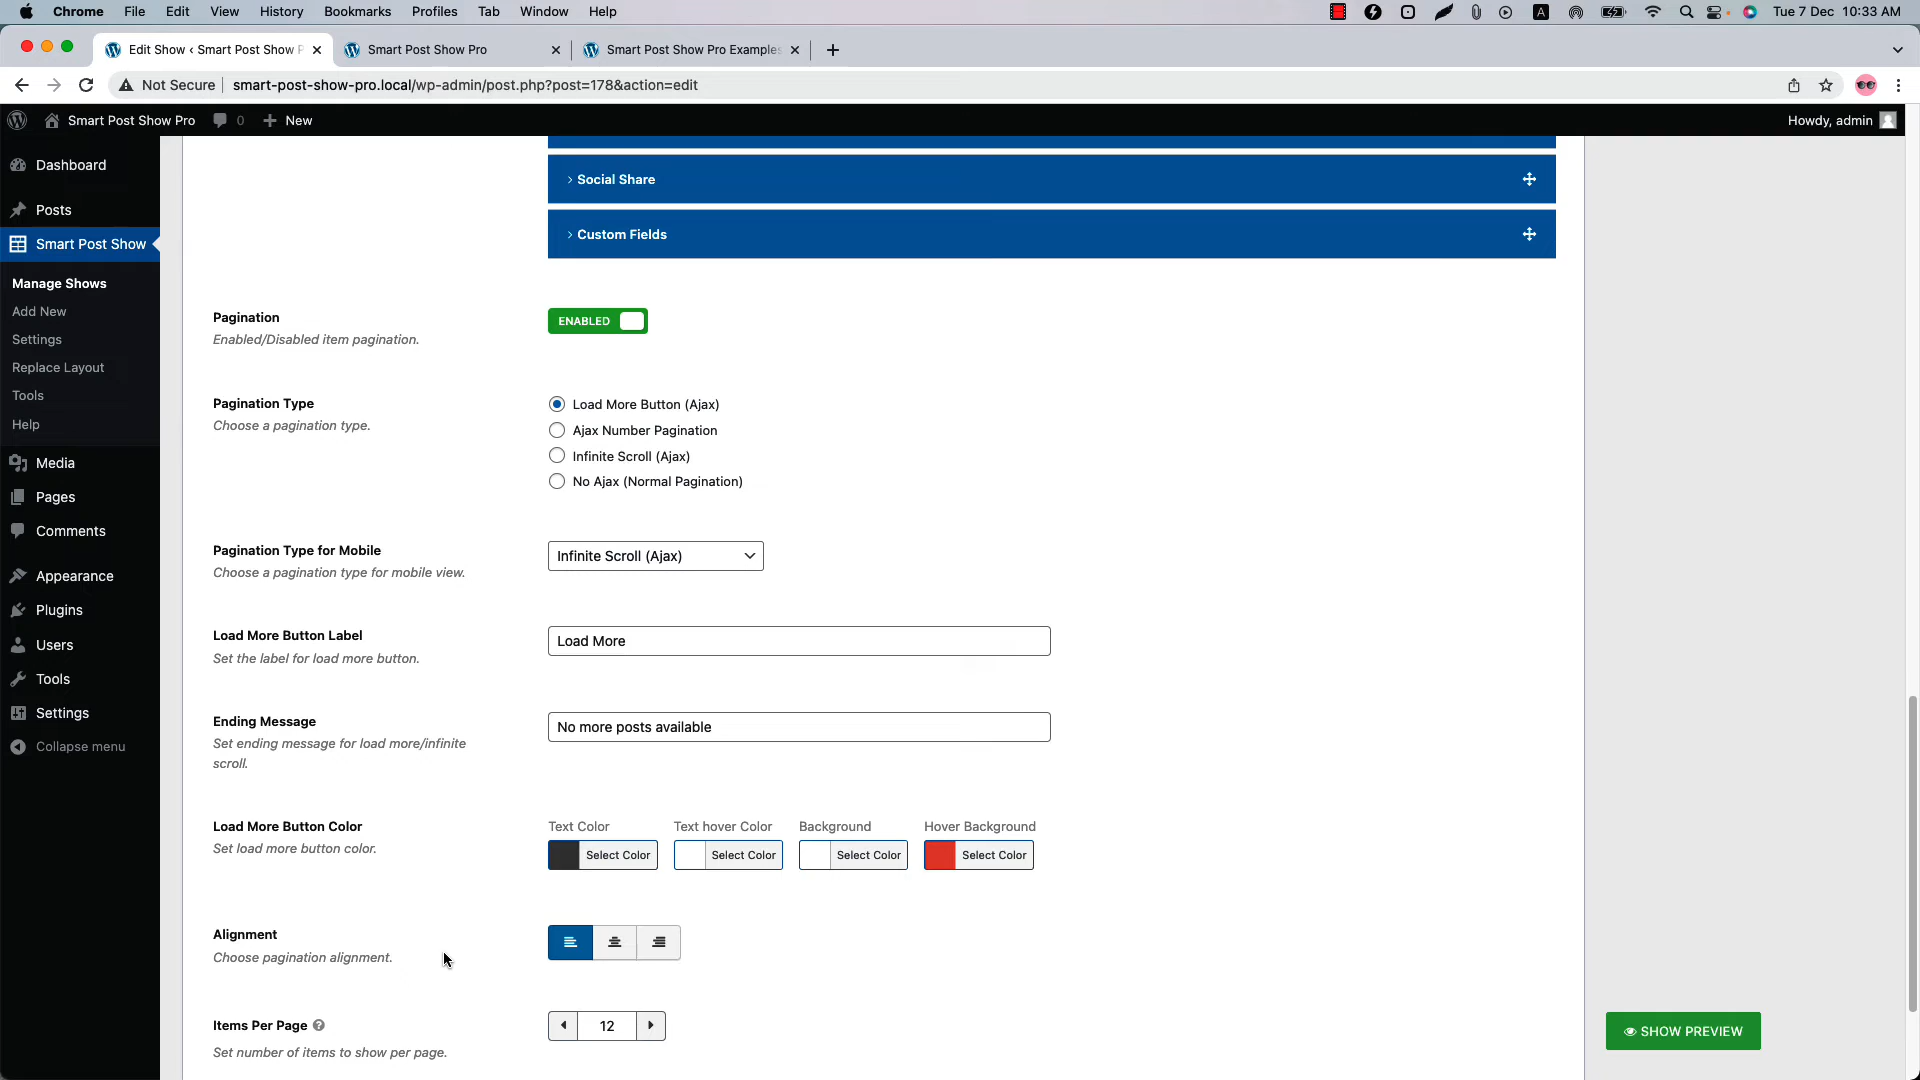 Chrome File Edit View History Bookmarks Profiles Tab Window Help
A
Tue 7 Dec 10:33 AM
Edit Show ‹ Smart Post Show P
Smart Post Show Pro
Smart Post Show Pro Examples
Not Secure smart-post-show-pro.local/wp-admin/post.php?post=178&action=edit
Smart Post Show Pro 0 New
Howdy, admin
Dashboard
Posts
Smart Post Show
Manage Shows
Add New
Settings
Replace Layout
Tools
Help
Media
Pages
Comments
Appearance
Plugins
Users
Tools
Settings
Collapse menu
Social Share
Custom Fields
Pagination
Enabled/Disabled item pagination.
ENABLED
Pagination Type
Choose a pagination type.
Load More Button (Ajax)
Ajax Number Pagination
Infinite Scroll (Ajax)
No Ajax (Normal Pagination)
Pagination Type for Mobile
Choose a pagination type for mobile view.
Infinite Scroll (Ajax)
Load More Button Label
Set the label for load more button.
Load More
Ending Message
Set ending message for load more/infinite
scroll.
No more posts available
Load More Button Color
Set load more button color.
Text Color Text hover Color Background Hover Background
Select Color Select Color Select Color Select Color
Alignment
Choose pagination alignment.
Items Per Page ?
Set number of items to show per page.
12
SHOW PREVIEW